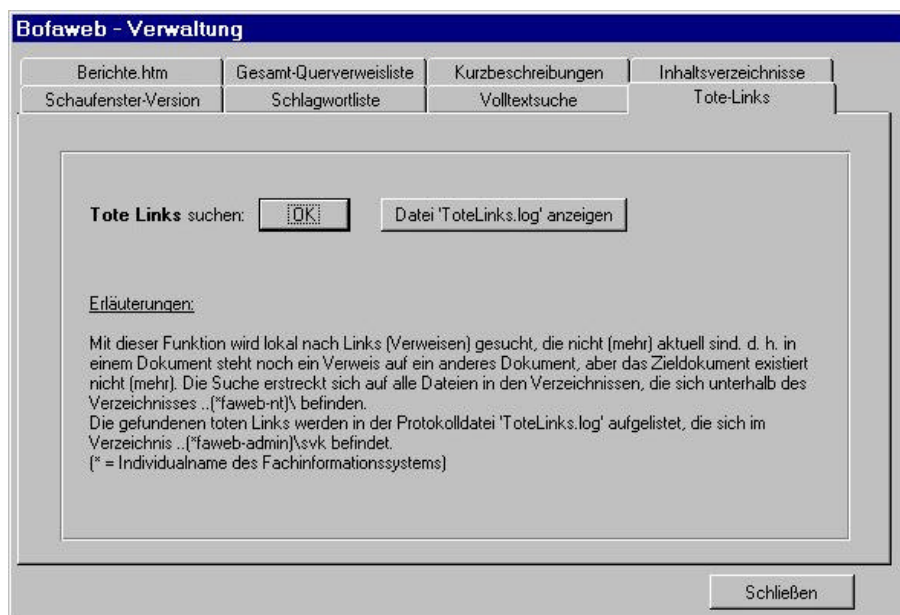 Bofaweb - Verwaltung
Berichte.htm Gesamt-Querverweisliste Kurzbeschreibungen Inhaltsverzeichnisse
Schaufenster-Version Schlagwortliste Volltextsuche Tote-Links
Tote Links suchen: OK Datei 'ToteLinks.log' anzeigen
Erläuterungen:
Mit dieser Funktion wird lokal nach Links (Verweisen) gesucht, die nicht (mehr) aktuell sind. d. h. in
einem Dokument steht noch ein Verweis auf ein anderes Dokument, aber das Zieldokument existiert
nicht (mehr). Die Suche erstreckt sich auf alle Dateien in den Verzeichnissen, die sich unterhalb des
Verzeichnisses ..(*faweb-nt)\ befinden.
Die gefundenen toten Links werden in der Protokolldatei 'ToteLinks.log' aufgelistet, die sich im
Verzeichnis ..(*faweb-admin)\svk befindet.
(* = Individualname des Fachinformationssystems)
Schließen